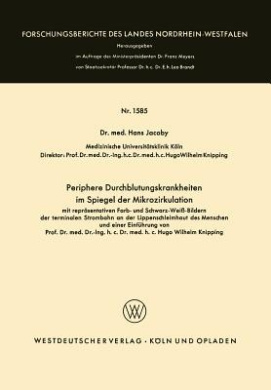 FORSCHUNGSBERICHTE DES LANDES NORDRHEIN-WESTFALEN
Herausgegeben
im Auftrage des Ministerpräsidenten Dr. Franz Meyers
von Staatssekretär Professor Dr. h. c. Dr. E. h. Leo Brandt
Nr. 1585
Dr. med. Hans Jacoby
Medizinische Universitätsklinik Köln
Direktor: Prof. Dr. med. Dr.-Ing. h.c. Dr. med. h.c. Hugo Wilhelm Knipping
Periphere Durchblutungskrankheiten
im Spiegel der Mikrozirkulation
mit repräsentativen Farb- und Schwarz-Weiß-Bildern
der terminalen Strombahn an der Lippenschleimhaut des Menschen
und einer Einführung von
Prof. Dr. med. Dr.-Ing. h. c. Dr. med. h. c. Hugo Wilhelm Knipping
WESTDEUTSCHER VERLAG · KÖLN UND OPLADEN